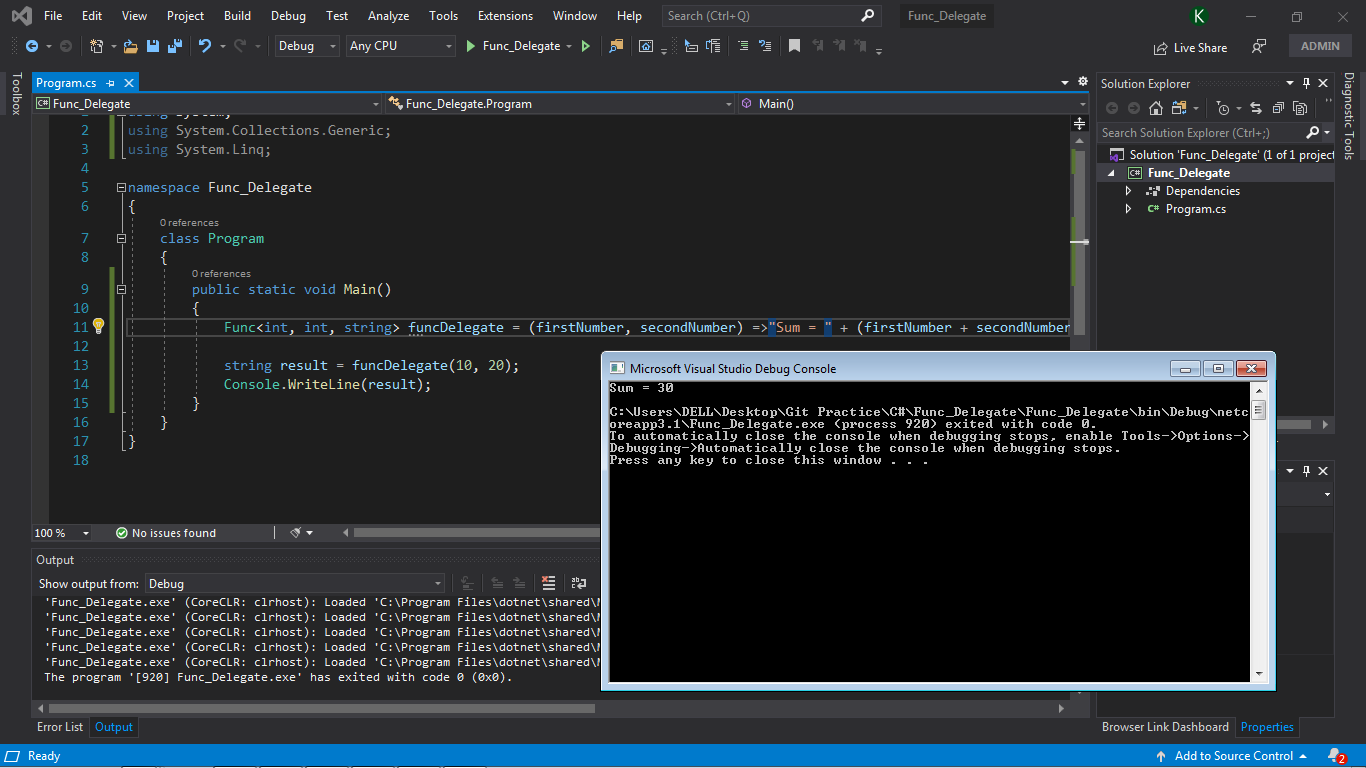 File Edit View Project Build Debug Test Analyze Tools Extensions Window Help Search (Ctrl+Q) Func_Delegate K
Debug Any CPU Func_Delegate Live Share ADMIN
Toolbox
Program.cs
Func_Delegate Func_Delegate.Program Main()
1 using System;
2 using System.Collections.Generic;
3 using System.Linq;
4
5 namespace Func_Delegate
6 {
0 references
7 class Program
8 {
0 references
9 public static void Main()
10 {
11 Func<int, int, string> funcDelegate = (firstNumber, secondNumber) =>"Sum = " + (firstNumber + secondNumber
12
13 string result = funcDelegate(10, 20);
14 Console.WriteLine(result);
15 }
16 }
17 }
18
100 % No issues found
Output
Show output from: Debug
'Func_Delegate.exe' (CoreCLR: clrhost): Loaded 'C:\Program Files\dotnet\shared\
'Func_Delegate.exe' (CoreCLR: clrhost): Loaded 'C:\Program Files\dotnet\shared\
'Func_Delegate.exe' (CoreCLR: clrhost): Loaded 'C:\Program Files\dotnet\shared\
'Func_Delegate.exe' (CoreCLR: clrhost): Loaded 'C:\Program Files\dotnet\shared\
'Func_Delegate.exe' (CoreCLR: clrhost): Loaded 'C:\Program Files\dotnet\shared\
The program '[920] Func_Delegate.exe' has exited with code 0 (0x0).
Error List Output
Microsoft Visual Studio Debug Console
Sum = 30
C:\Users\DELL\Desktop\Git Practice\C#\Func_Delegate\Func_Delegate\bin\Debug\netc
oreapp3.1\Func_Delegate.exe (process 920) exited with code 0.
To automatically close the console when debugging stops, enable Tools->Options->
Debugging->Automatically close the console when debugging stops.
Press any key to close this window . . .
Solution Explorer
Search Solution Explorer (Ctrl+;)
Solution 'Func_Delegate' (1 of 1 project
C# Func_Delegate
Dependencies
C# Program.cs
Diagnostic Tools
Browser Link Dashboard Properties
Ready Add to Source Control 2